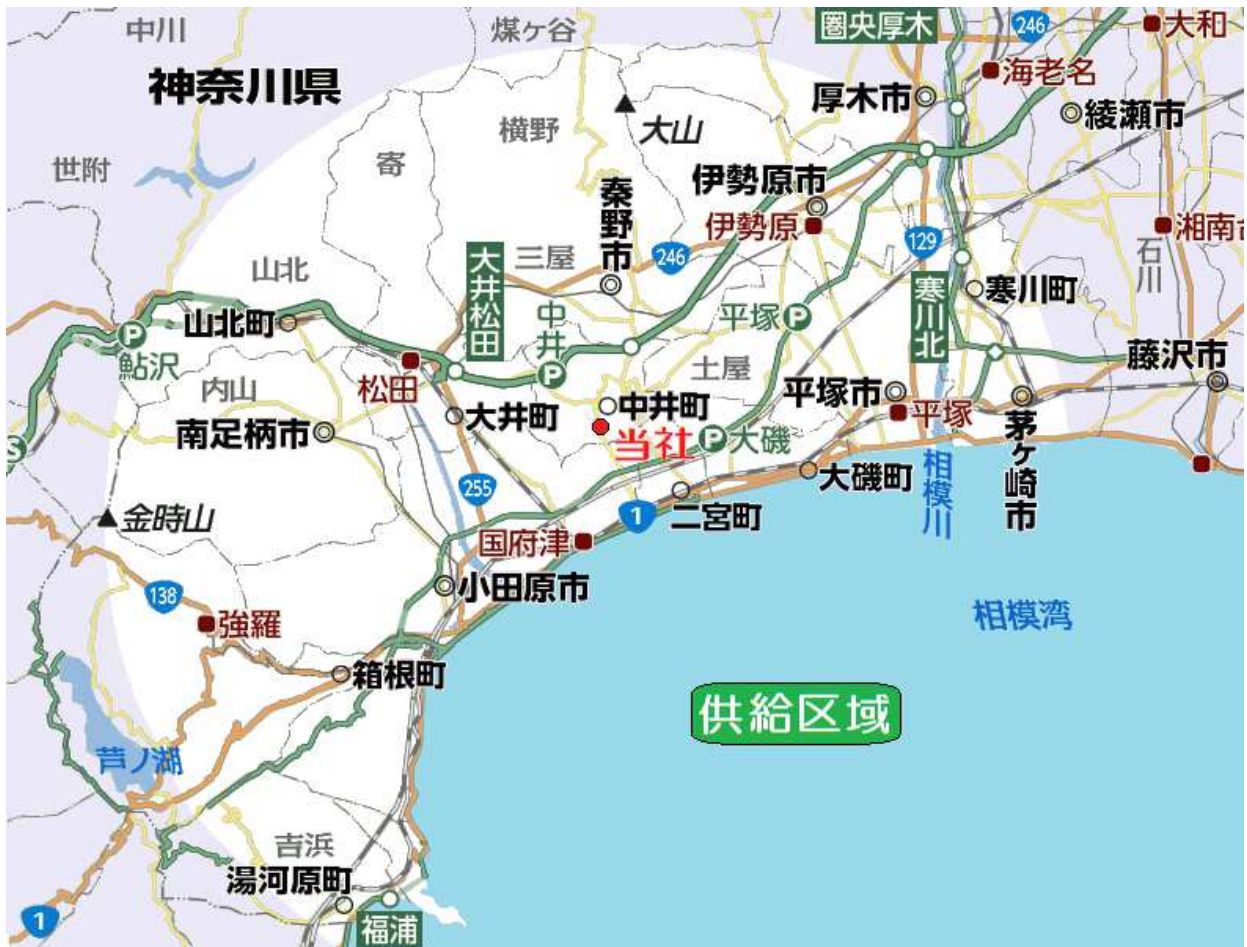 中川
煤ヶ谷
圏央厚木
246
大和
海老名
神奈川県
厚木市
綾瀬市
大山
横野
寄
世附
伊勢原市
秦野市
伊勢原
湘南台
129
246
三屋
石川
山北
大井松田
寒川北
寒川町
中井
平塚
P
山北町
P
鮎沢
藤沢市
松田
P
土屋
内山
平塚市
平塚
茅ヶ崎市
大井町
中井町
南足柄市
当社
P
大磯
S
大磯町
相模川
255
二宮町
1
金時山
国府津
小田原市
138
強羅
相模湾
箱根町
供給区域
芦ノ湖
吉浜
湯河原町
1
福浦